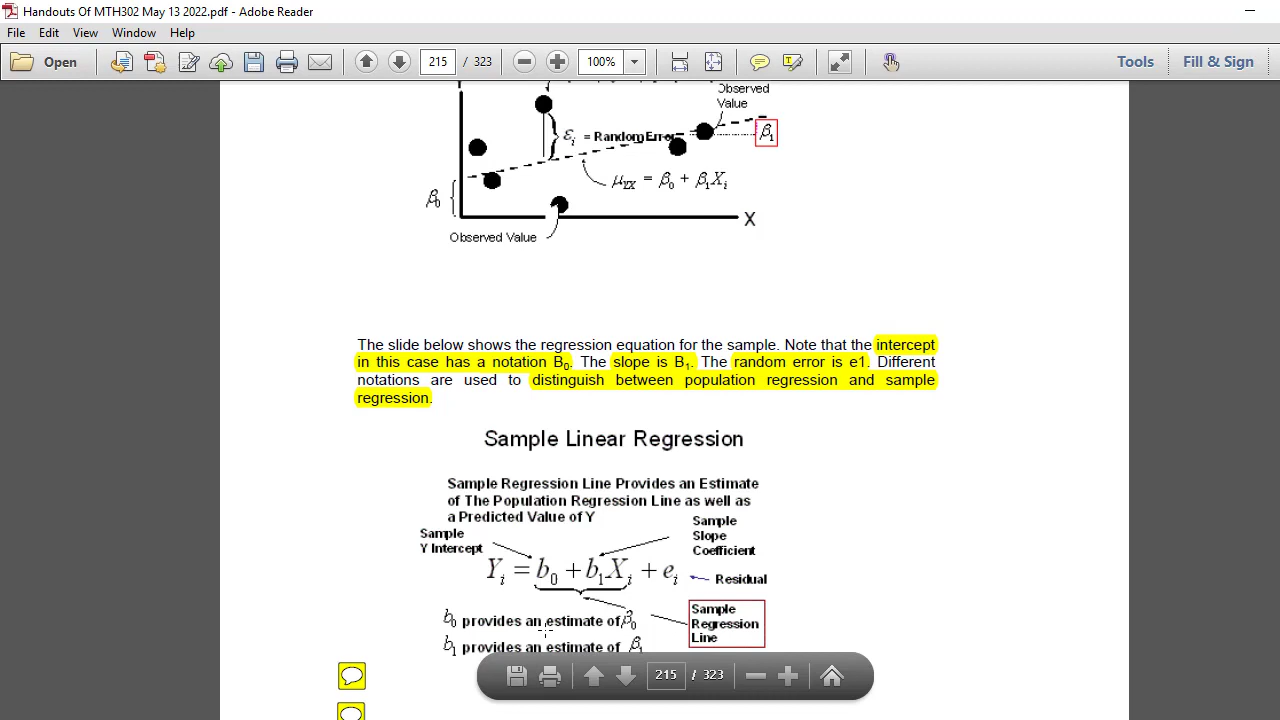 Handouts Of MTH302 May 13 2022.pdf - Adobe Reader
File Edit View Window Help
Open 215 / 323 100% Tools Fill & Sign
Observed
Value
εi = Random Error
β1
μYX = β0 + β1Xi
β0
X
Observed Value
The slide below shows the regression equation for the sample. Note that the intercept
in this case has a notation B0. The slope is B1. The random error is e1. Different
notations are used to distinguish between population regression and sample
regression.
Sample Linear Regression
Sample Regression Line Provides an Estimate
of The Population Regression Line as well as
a Predicted Value of Y
Sample
Y Intercept
Sample
Slope
Coefficient
Yi = b0 + b1Xi + ei
Residual
b0 provides an estimate of β0
Sample
Regression
Line
b1 provides an estimate of β1
215 / 323